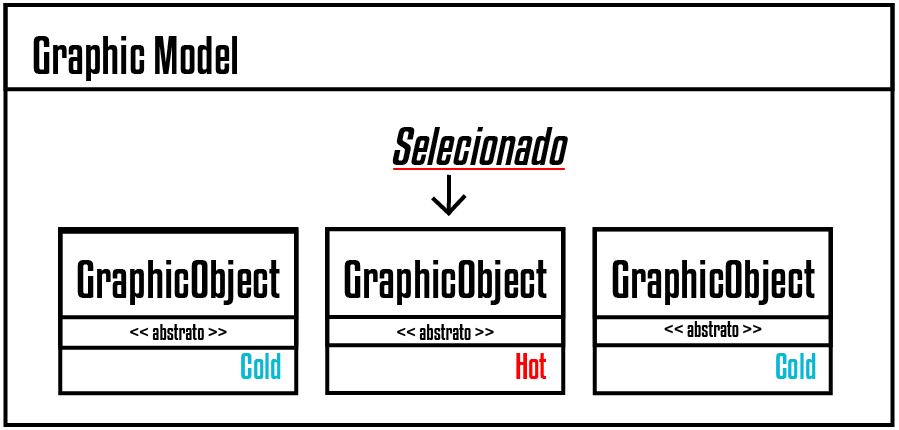 Graphic Model
Selecionado
GraphicObject
<< abstrato >>
Cold
GraphicObject
<< abstrato >>
Hot
GraphicObject
<< abstrato >>
Cold